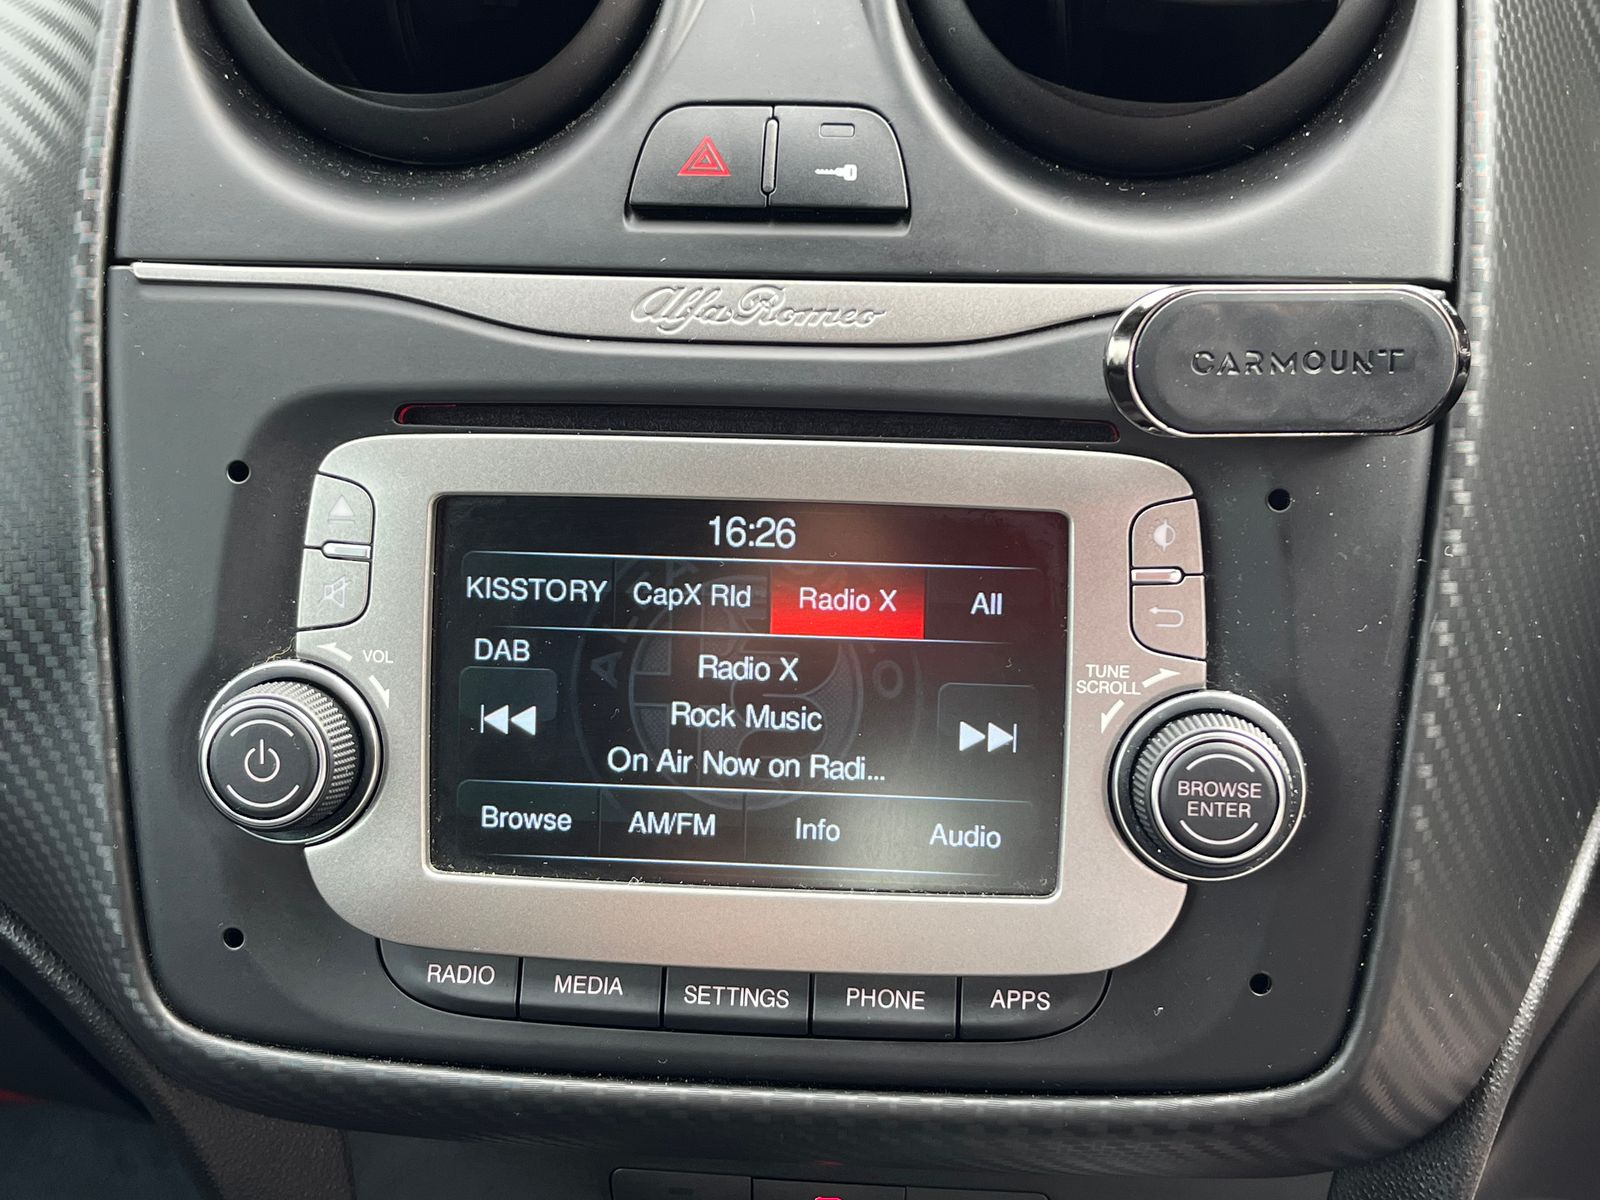 Alfa Romeo
CARMOUNT
16:26
KISSTORY CapX Rld Radio X All
DAB
Radio X
Rock Music
On Air Now on Radi...
Browse AM/FM Info Audio
VOL
TUNE
SCROLL
BROWSE
ENTER
RADIO MEDIA SETTINGS PHONE APPS